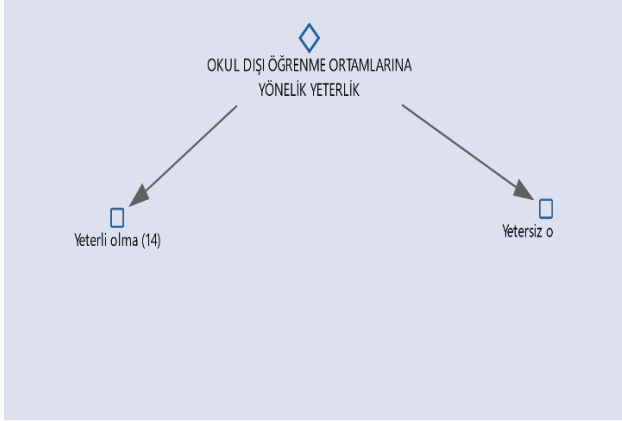 OKUL DIŞI ÖĞRENME ORTAMLARINA
YÖNELİK YETERLİK
Yeterli olma (14)
Yetersiz o